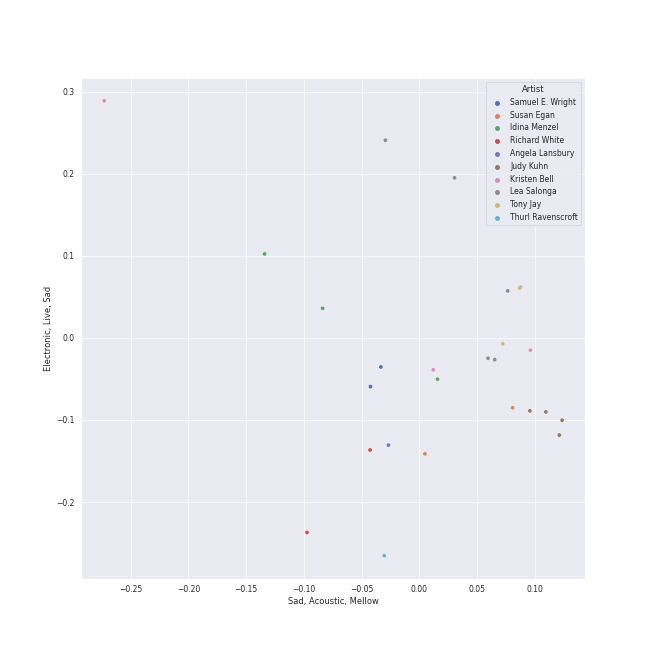 Artist
Samuel E. Wright
Susan Egan
Idina Menzel
Richard White
Angela Lansbury
Judy Kuhn
Kristen Bell
Lea Salonga
Tony Jay
Thurl Ravenscroft
0.3
0.2
0.1
0.0
−0.1
−0.2
Electronic, Live, Sad
−0.25
−0.20
−0.15
−0.10
−0.05
0.00
0.05
0.10
Sad, Acoustic, Mellow